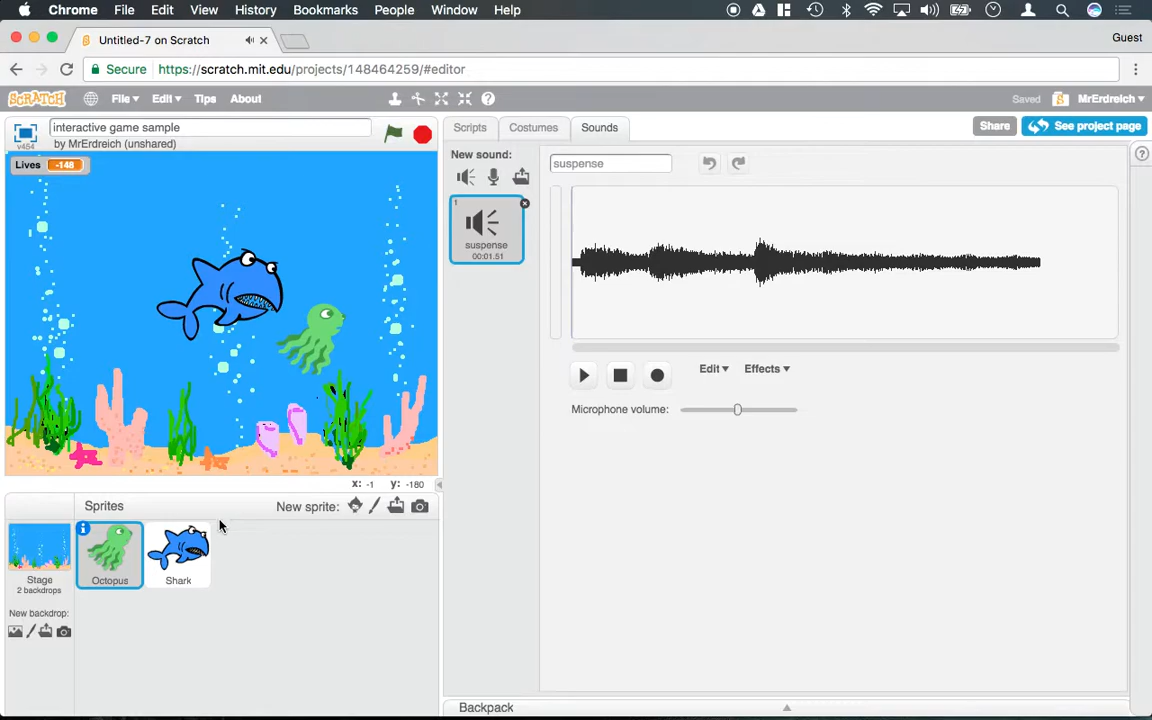 Chrome File Edit View History Bookmarks People Window Help
Untitled-7 on Scratch
Guest
Secure https://scratch.mit.edu/projects/148464259/#editor
SCRATCH File Edit Tips About Saved MrErdreich
interactive game sample
by MrErdreich (unshared)
v454
Scripts Costumes Sounds Share See project page
Lives -148
New sound:
suspense
1
suspense
00:01.51
Edit Effects
Microphone volume:
x: -1 y: -180
Sprites New sprite:
Stage
2 backdrops
Octopus
Shark
New backdrop:
Backpack